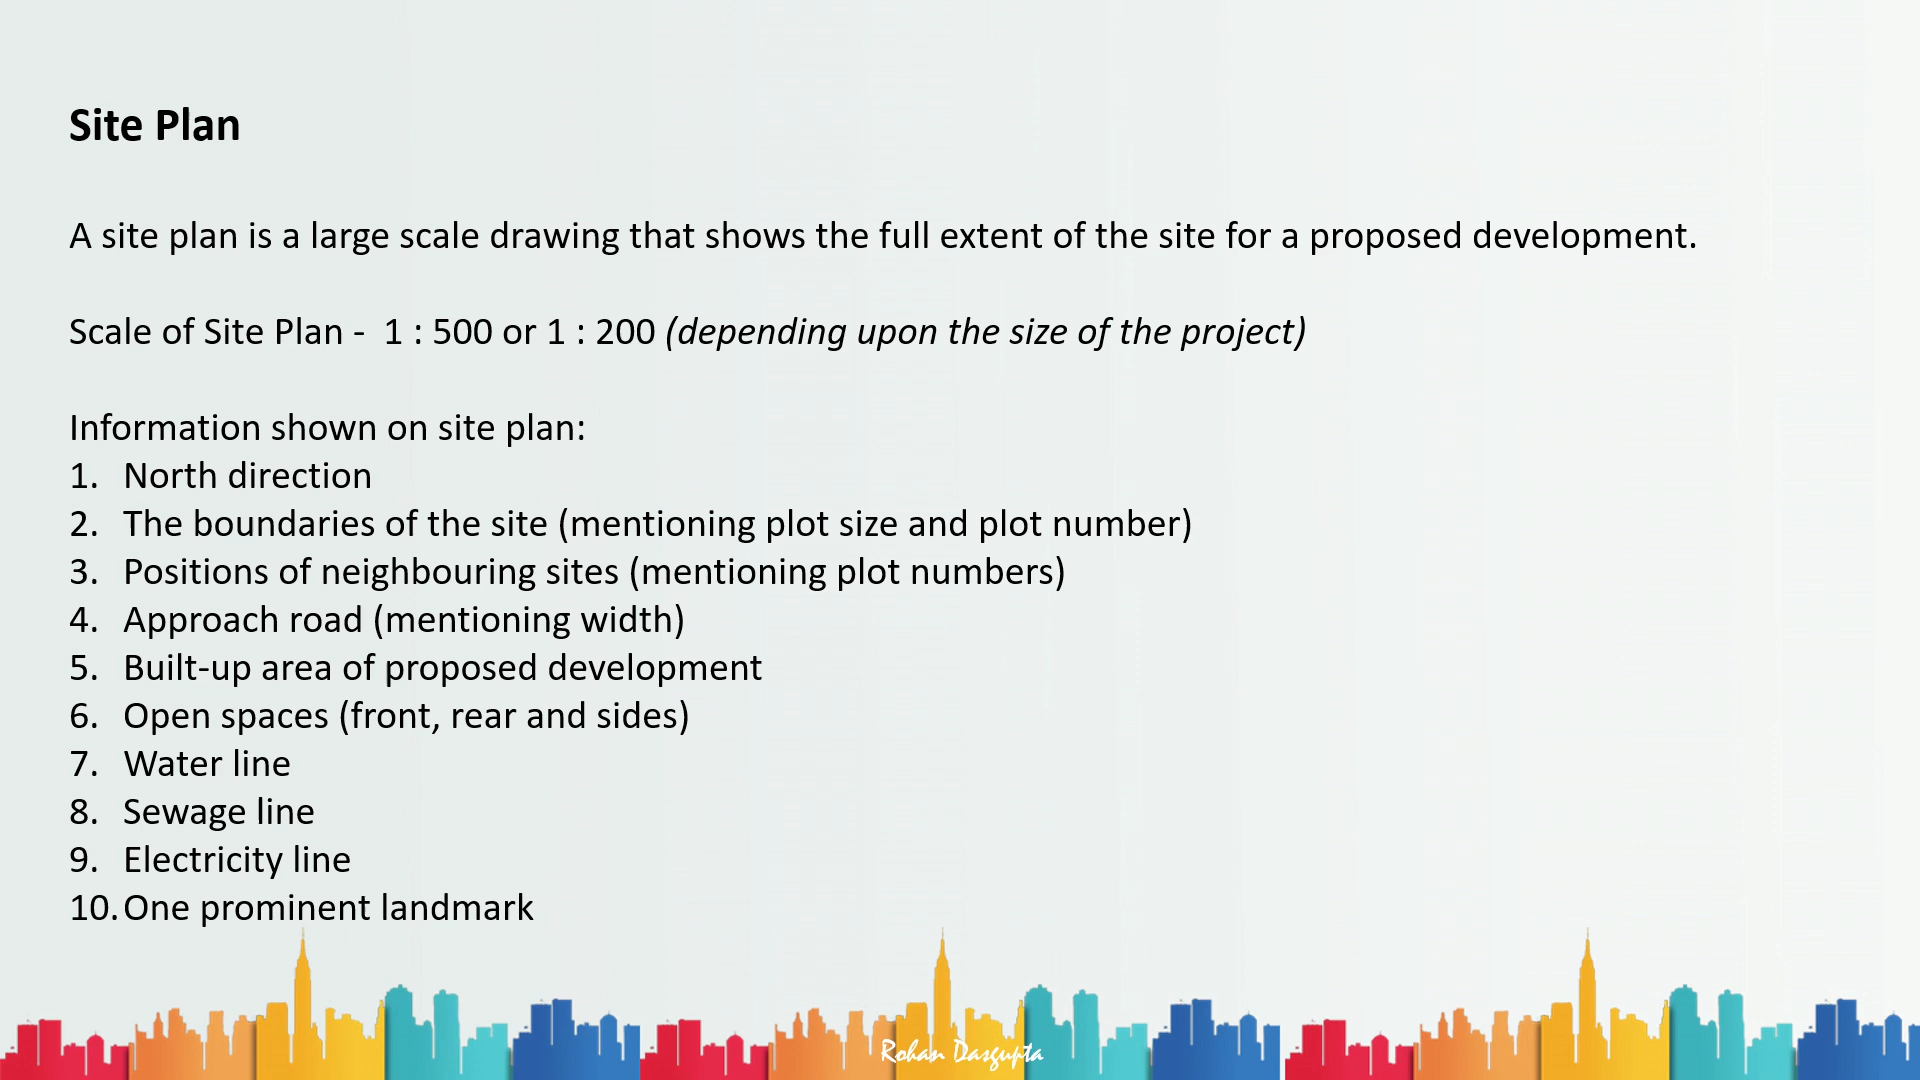 Site Plan
A site plan is a large scale drawing that shows the full extent of the site for a proposed development.
Scale of Site Plan -  1 : 500 or 1 : 200 (depending upon the size of the project)
Information shown on site plan:
1. North direction
2. The boundaries of the site (mentioning plot size and plot number)
3. Positions of neighbouring sites (mentioning plot numbers)
4. Approach road (mentioning width)
5. Built-up area of proposed development
6. Open spaces (front, rear and sides)
7. Water line
8. Sewage line
9. Electricity line
10. One prominent landmark
Rohan Dasgupta